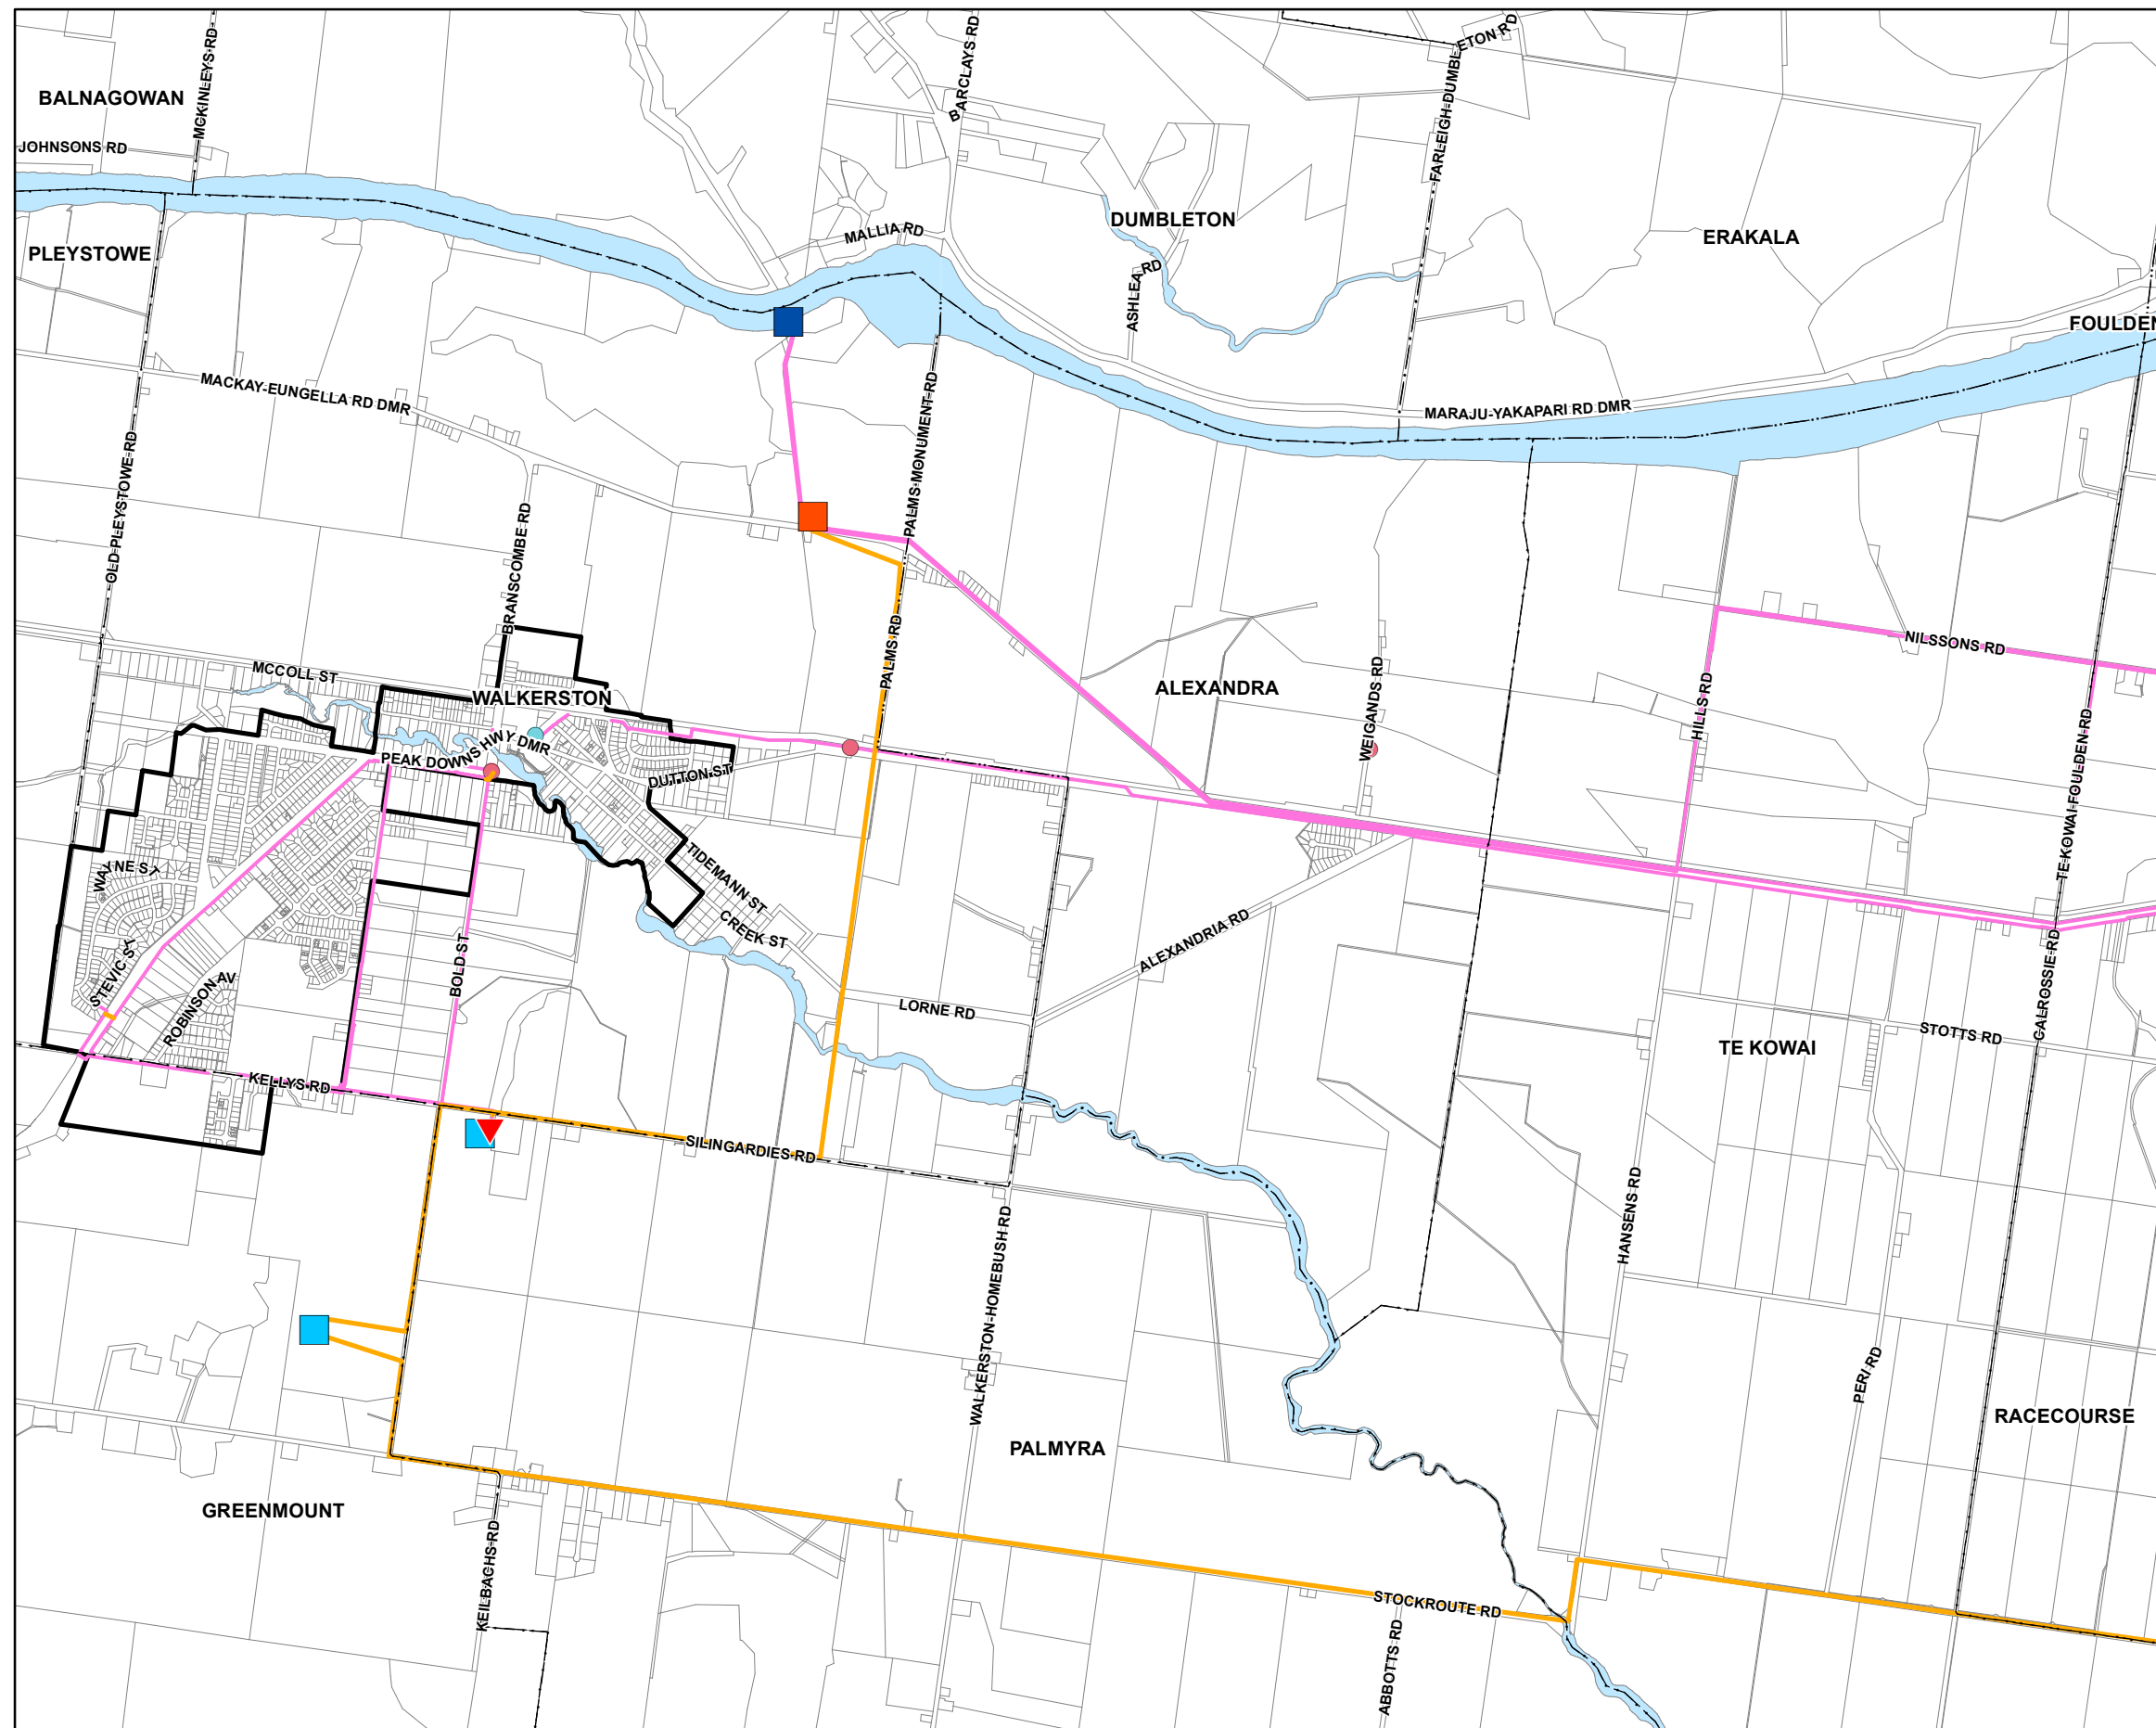 BALNAGOWAN
MCKINLEYS RD
JOHNSONS RD
PLEYSTOWE
BARCLAYS RD
FARLEIGH-DUMBLETON RD
DUMBLETON
MALLIA RD
ASHLEA RD
ERAKALA
FOULDEN
MACKAY-EUNGELLA RD DMR
MARAJU-YAKAPARI RD DMR
PALMS-MONUMENT-RD
OLD-PLEYSTOWE-RD
BRANSCOMBE RD
MCCOLL ST
WALKERSTON
PALMS RD
ALEXANDRA
WEIGANDS RD
HILLS RD
NILSSONS RD
TE KOWAI-FOULDEN-RD
PEAK DOWNS HWY DMR
DUTTON ST
WAYNE ST
TIDEMANN ST
CREEK ST
STEVIC ST
ROBINSON AV
BOLD ST
ALEXANDRIA RD
LORNE RD
CALROSSIE-RD
STOTTS RD
TE KOWAI
KELLYS RD
SILINGARDIES RD
HANSENS RD
WALKERSTON-HOMEBUSH RD
PERI RD
RACECOURSE
PALMYRA
GREENMOUNT
KEILBACHS-RD
STOCKROUTE RD
ABBOTTS RD